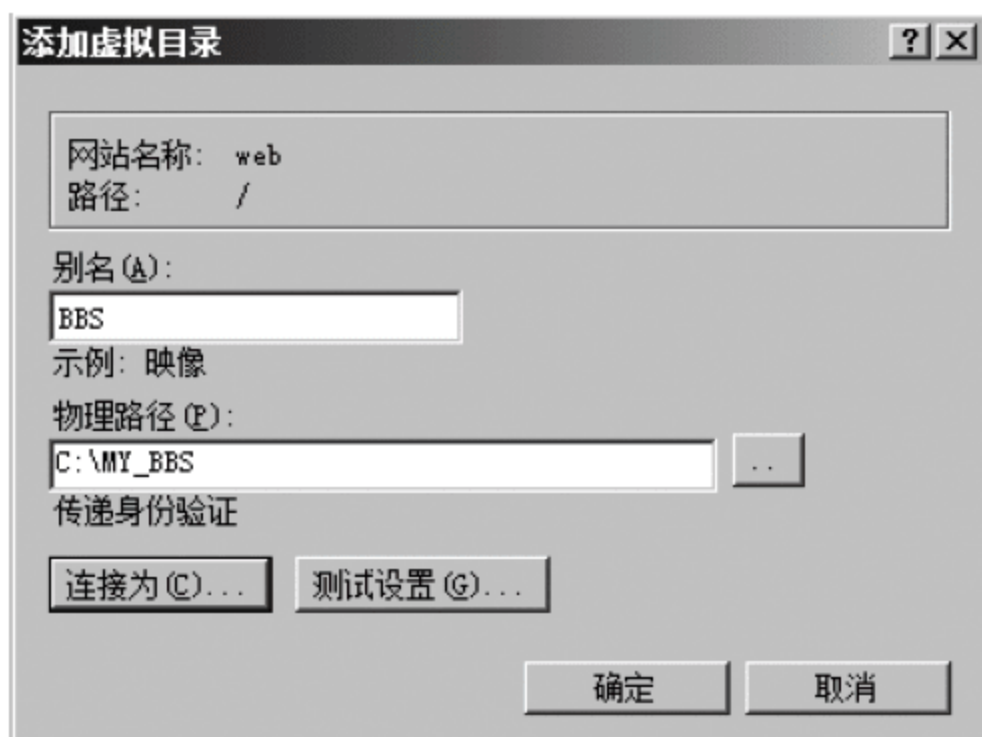 添加虚拟目录
网站名称: web
路径: /
别名(A):
BBS
示例: 映像
物理路径(P):
C:\MY_BBS
..
传递身份验证
连接为(C)... 测试设置(G)...
确定 取消